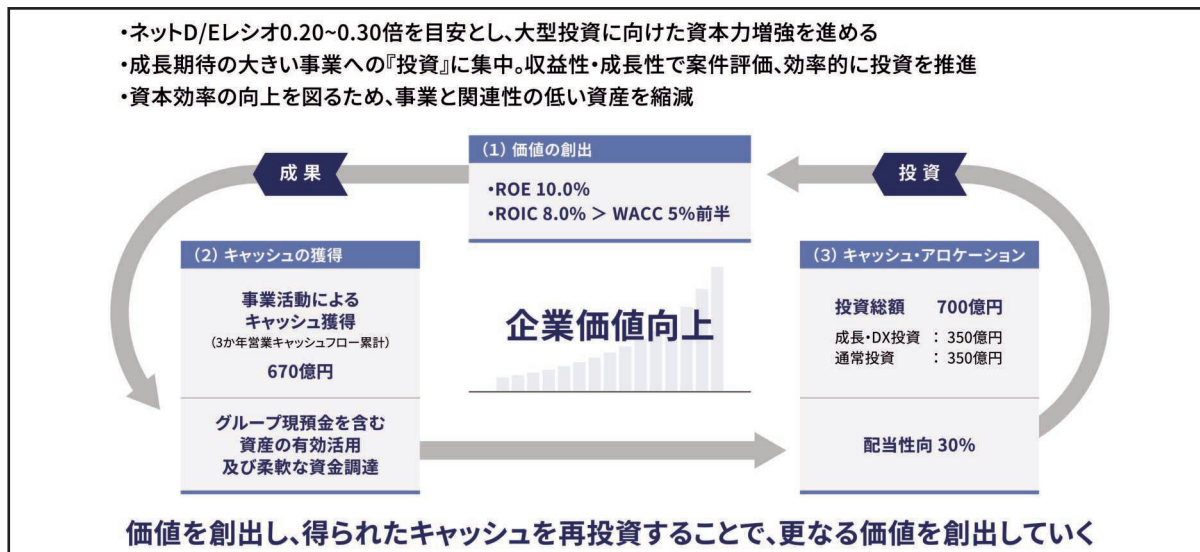 ・ネットD/Eレシオ0.20~0.30倍を目安とし、大型投資に向けた資本力増強を進める
・成長期待の大きい事業への『投資』に集中。収益性・成長性で案件評価、効率的に投資を推進
・資本効率の向上を図るため、事業と関連性の低い資産を縮減
成果
(1) 価値の創出
・ROE 10.0%
・ROIC 8.0% > WACC 5%前半
投資
(2) キャッシュの獲得
事業活動による
キャッシュ獲得
(3か年営業キャッシュフロー累計)
670億円
グループ現預金を含む
資産の有効活用
及び柔軟な資金調達
企業価値向上
(3) キャッシュ・アロケーション
投資総額 700億円
成長・DX投資 : 350億円
通常投資 : 350億円
配当性向 30%
価値を創出し、得られたキャッシュを再投資することで、更なる価値を創出していく